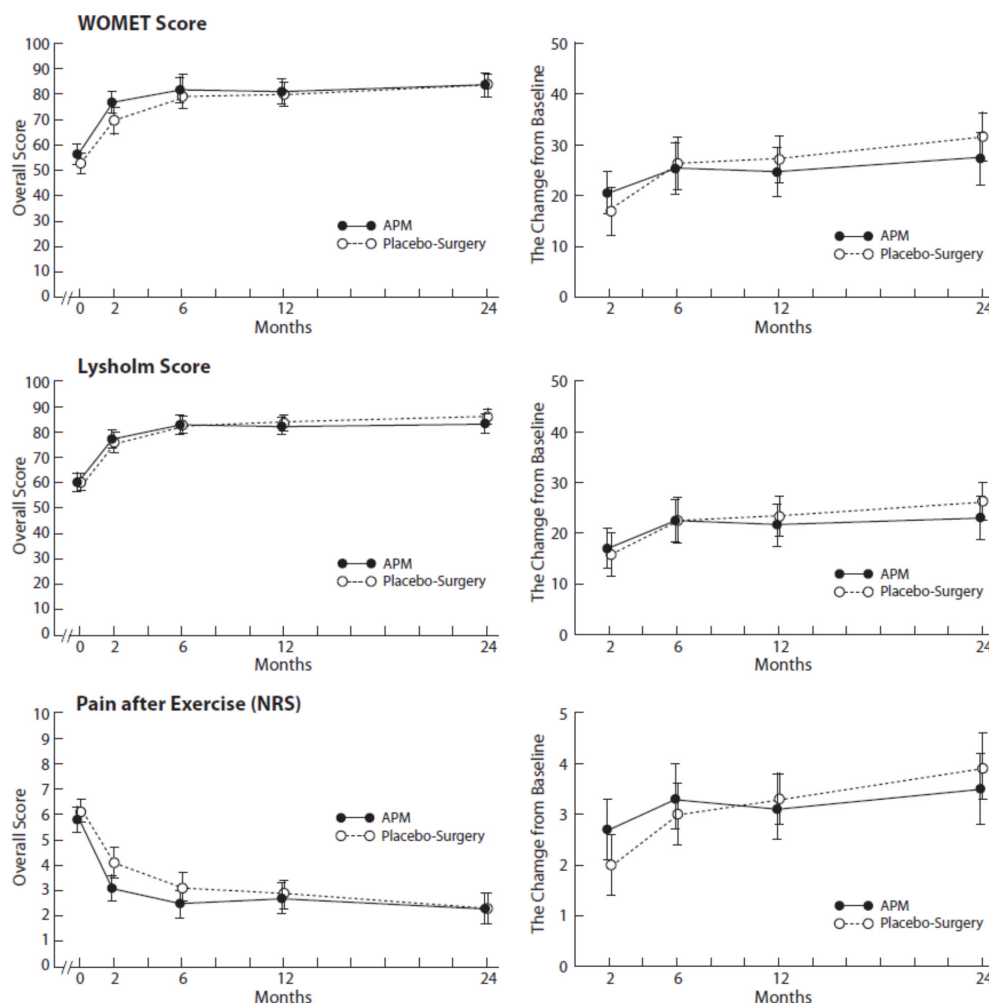 WOMET Score
Overall Score
100
90
80
70
60
50
40
30
20
10
0
APM
Placebo-Surgery
0 2 6 12 24
Months
The Chamge from Baseline
50
40
30
20
10
0
APM
Placebo-Surgery
2 6 12 24
Months
Lysholm Score
Overall Score
100
90
80
70
60
50
40
30
20
10
0
APM
Placebo-Surgery
0 2 6 12 24
Months
The Chamge from Baseline
50
40
30
20
10
0
APM
Placebo-Surgery
2 6 12 24
Months
Pain after Exercise (NRS)
Overall Score
10
9
8
7
6
5
4
3
2
1
0
APM
Placebo-Surgery
0 2 6 12 24
Months
The Chamge from Baseline
5
4
3
2
1
0
APM
Placebo-Surgery
2 6 12 24
Months